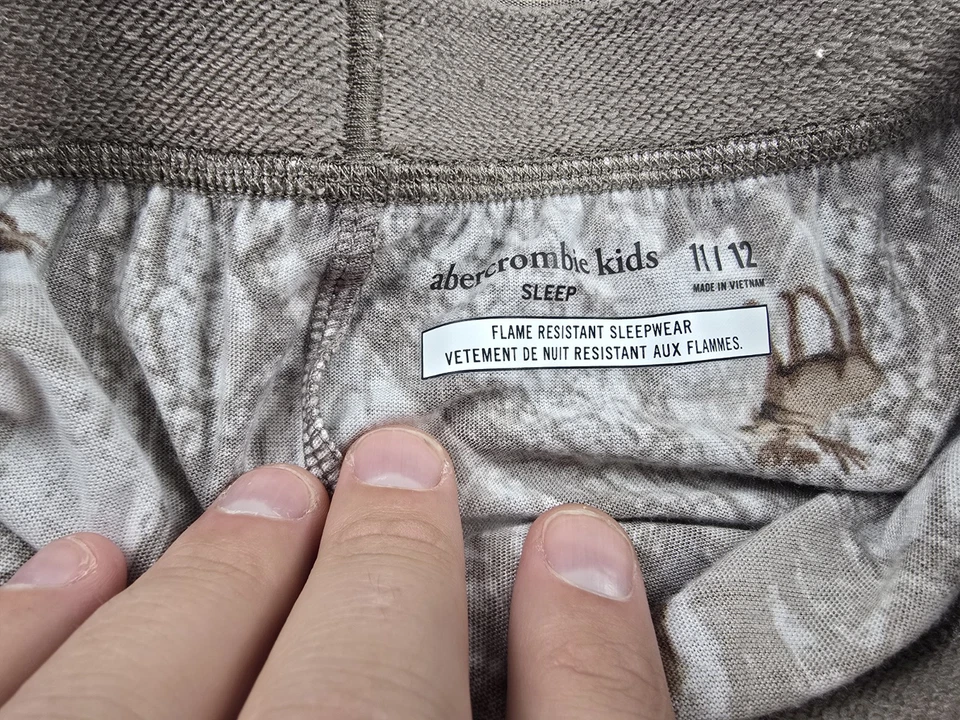 abercrombie kids 11 / 12
SLEEP MADE IN VIETNAM
FLAME RESISTANT SLEEPWEAR
VETEMENT DE NUIT RESISTANT AUX FLAMMES.